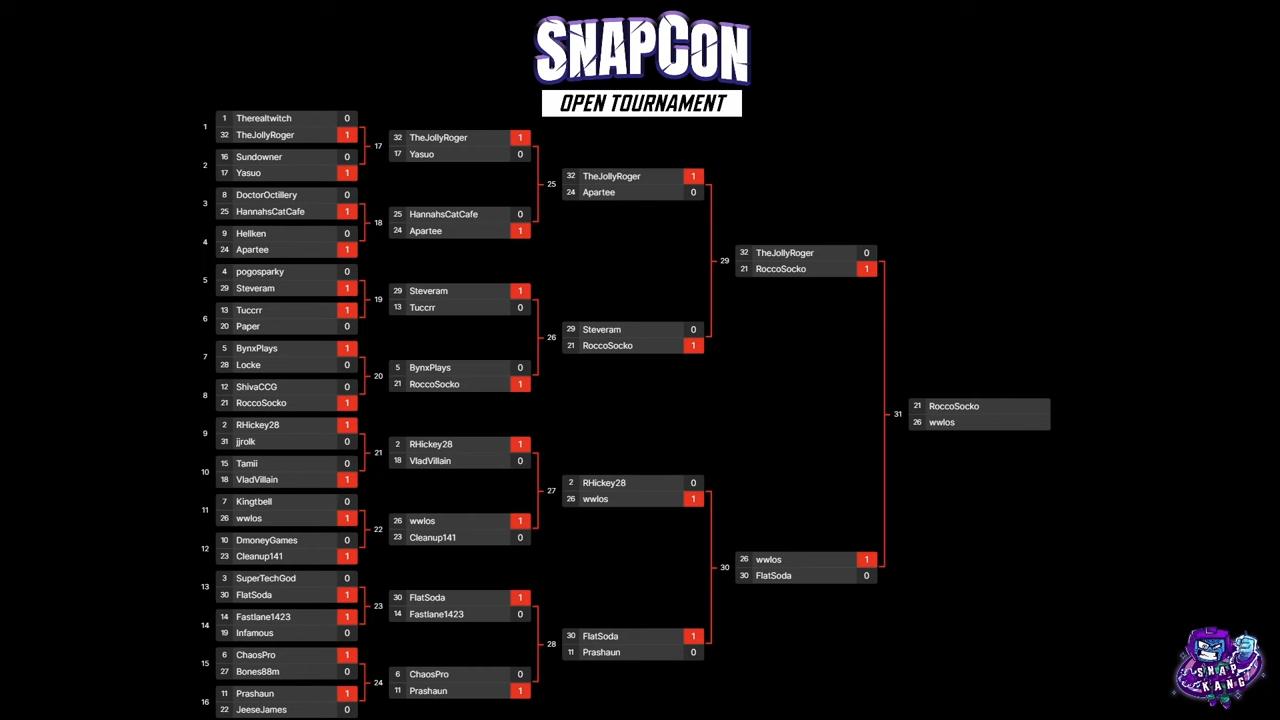 SNAPCON
OPEN TOURNAMENT
1
1 Therealtwitch 0
32 TheJollyRoger 1
2
16 Sundowner 0
17 Yasuo 1
3
8 DoctorOctillery 0
25 HannahsCatCafe 1
4
9 Hellken 0
24 Apartee 1
5
4 pogosparky 0
29 Steveram 1
6
13 Tuccrr 1
20 Paper 0
7
5 BynxPlays 1
28 Locke 0
8
12 ShivaCCG 0
21 RoccoSocko 1
9
2 RHickey28 1
31 jjrolk 0
10
15 Tamii 0
18 VladVillain 1
11
7 Kingtbell 0
26 wwlos 1
12
10 DmoneyGames 0
23 Cleanup141 1
13
3 SuperTechGod 0
30 FlatSoda 1
14
14 Fastlane1423 1
19 Infamous 0
15
6 ChaosPro 1
27 Bones88m 0
16
11 Prashaun 1
22 JeeseJames 0
17
32 TheJollyRoger 1
17 Yasuo 0
18
25 HannahsCatCafe 0
24 Apartee 1
19
29 Steveram 1
13 Tuccrr 0
20
5 BynxPlays 0
21 RoccoSocko 1
21
2 RHickey28 1
18 VladVillain 0
22
26 wwlos 1
23 Cleanup141 0
23
30 FlatSoda 1
14 Fastlane1423 0
24
6 ChaosPro 0
11 Prashaun 1
25
32 TheJollyRoger 1
24 Apartee 0
26
29 Steveram 0
21 RoccoSocko 1
27
2 RHickey28 0
26 wwlos 1
28
30 FlatSoda 1
11 Prashaun 0
29
32 TheJollyRoger 0
21 RoccoSocko 1
30
26 wwlos 1
30 FlatSoda 0
31
21 RoccoSocko
26 wwlos
SNAP
KANG